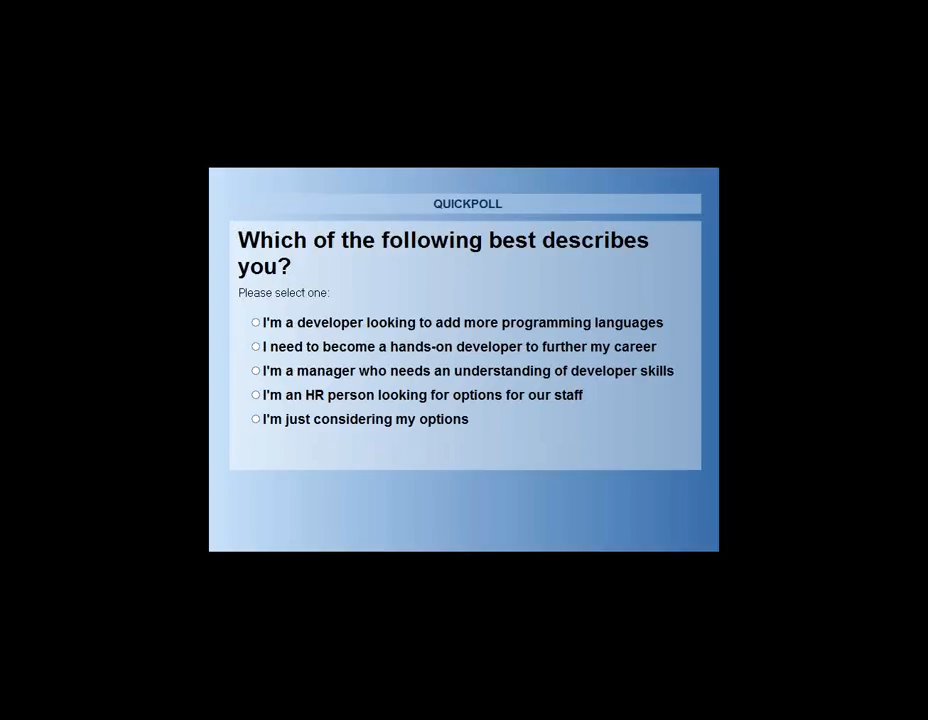 QUICKPOLL
Which of the following best describes
you?
Please select one:
I'm a developer looking to add more programming languages
I need to become a hands-on developer to further my career
I'm a manager who needs an understanding of developer skills
I'm an HR person looking for options for our staff
I'm just considering my options